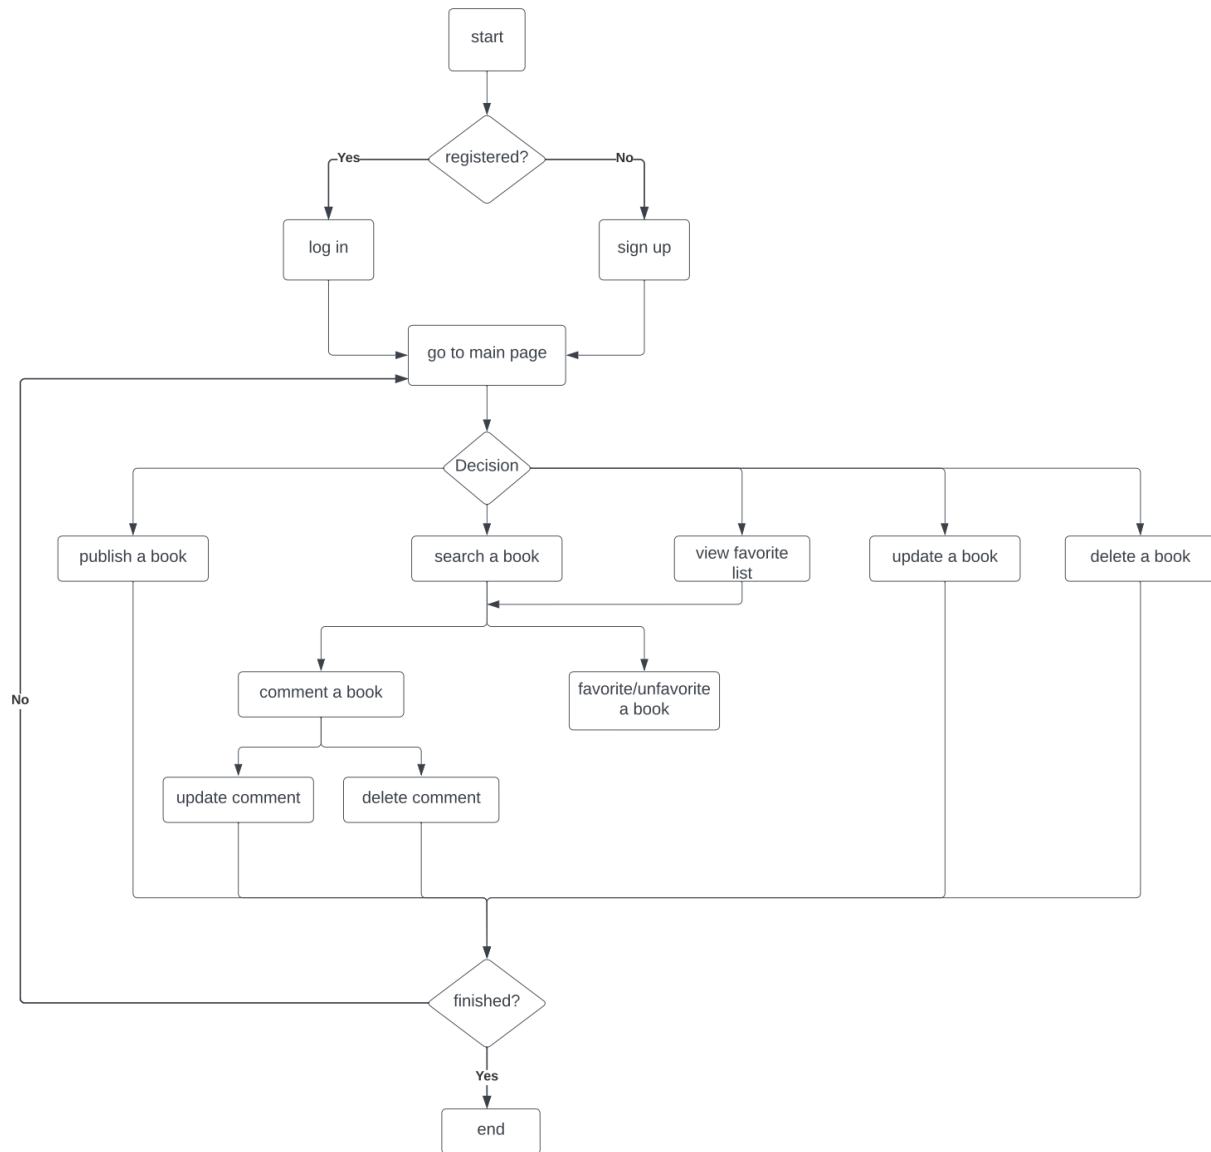 start
registered?
Yes
No
log in
sign up
go to main page
Decision
publish a book
search a book
view favorite
list
update a book
delete a book
comment a book
favorite/unfavorite
a book
No
update comment
delete comment
finished?
Yes
end